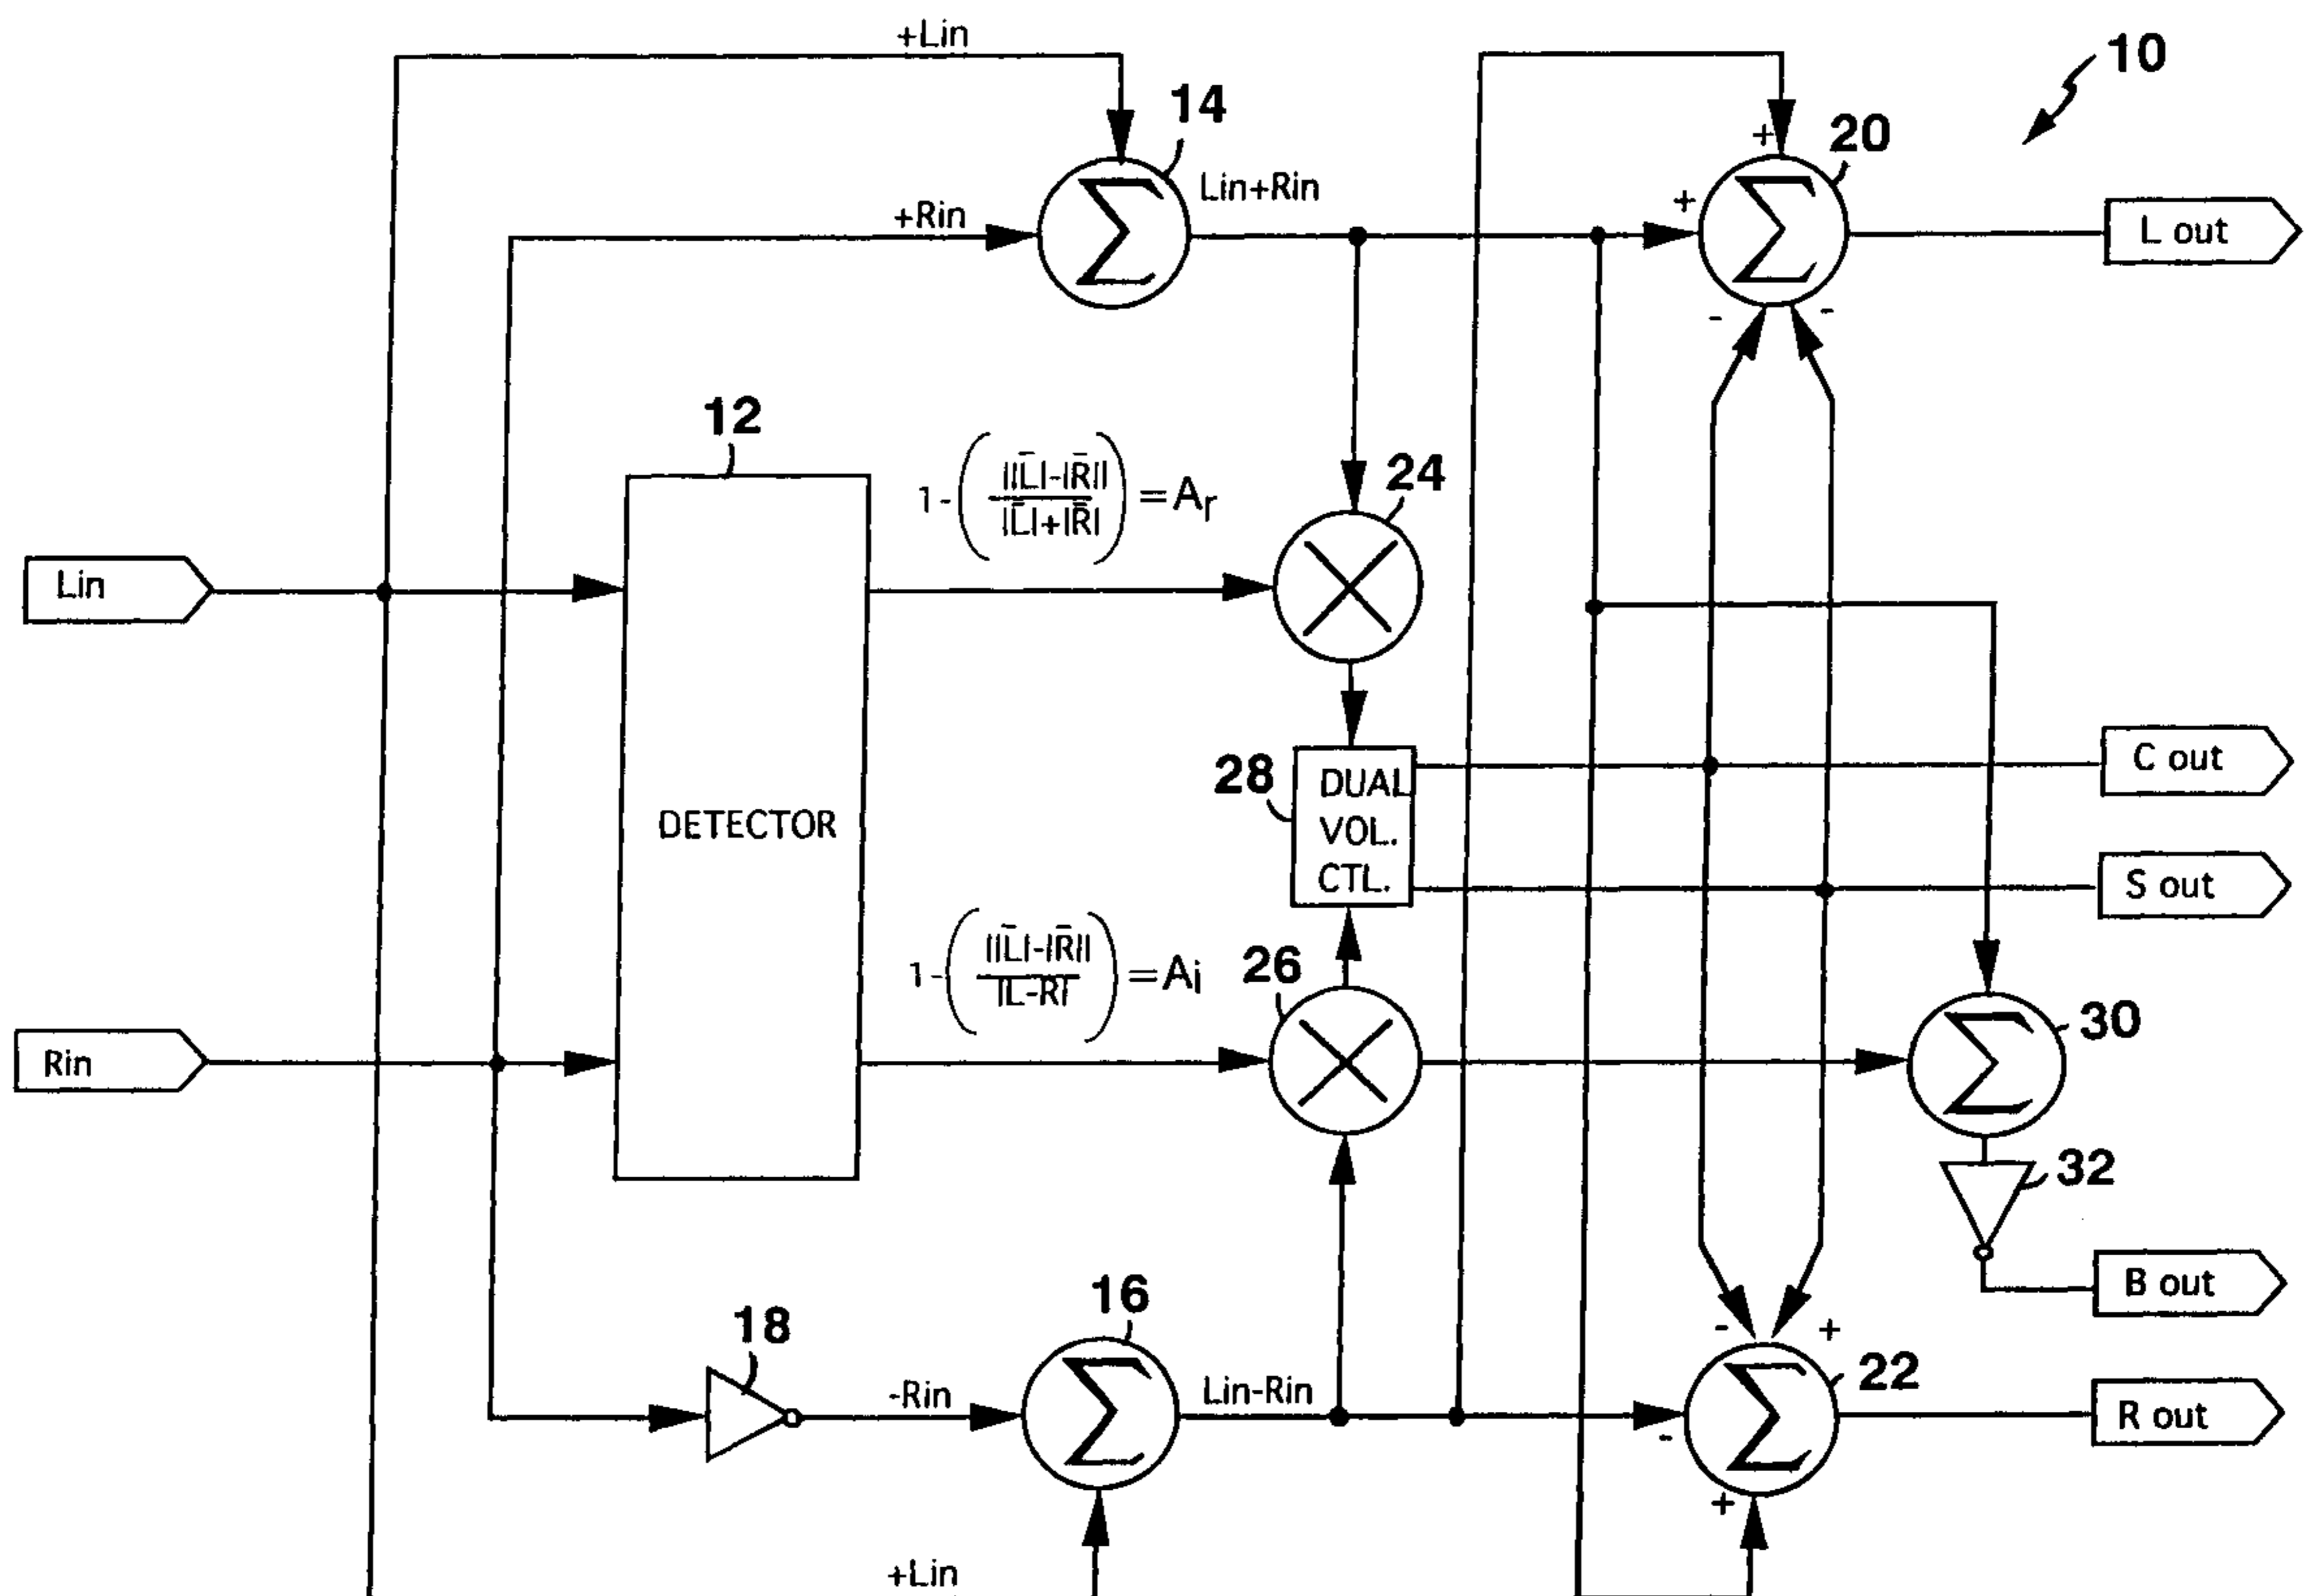 +Lin
10
14
+
20
Lin+Rin
+
+Rin
L out
-
-
12
1-(||L̄|-|R̄|| / |L̄|+|R̄|)=Ar
24
Lin
28
DUAL
VOL.
CTL.
C out
DETECTOR
S out
1-(||L̄|-|R̄|| / |L-R|)=Ai
26
30
Rin
32
B out
16
18
-
+
22
-Rin
Lin-Rin
-
R out
+
+Lin